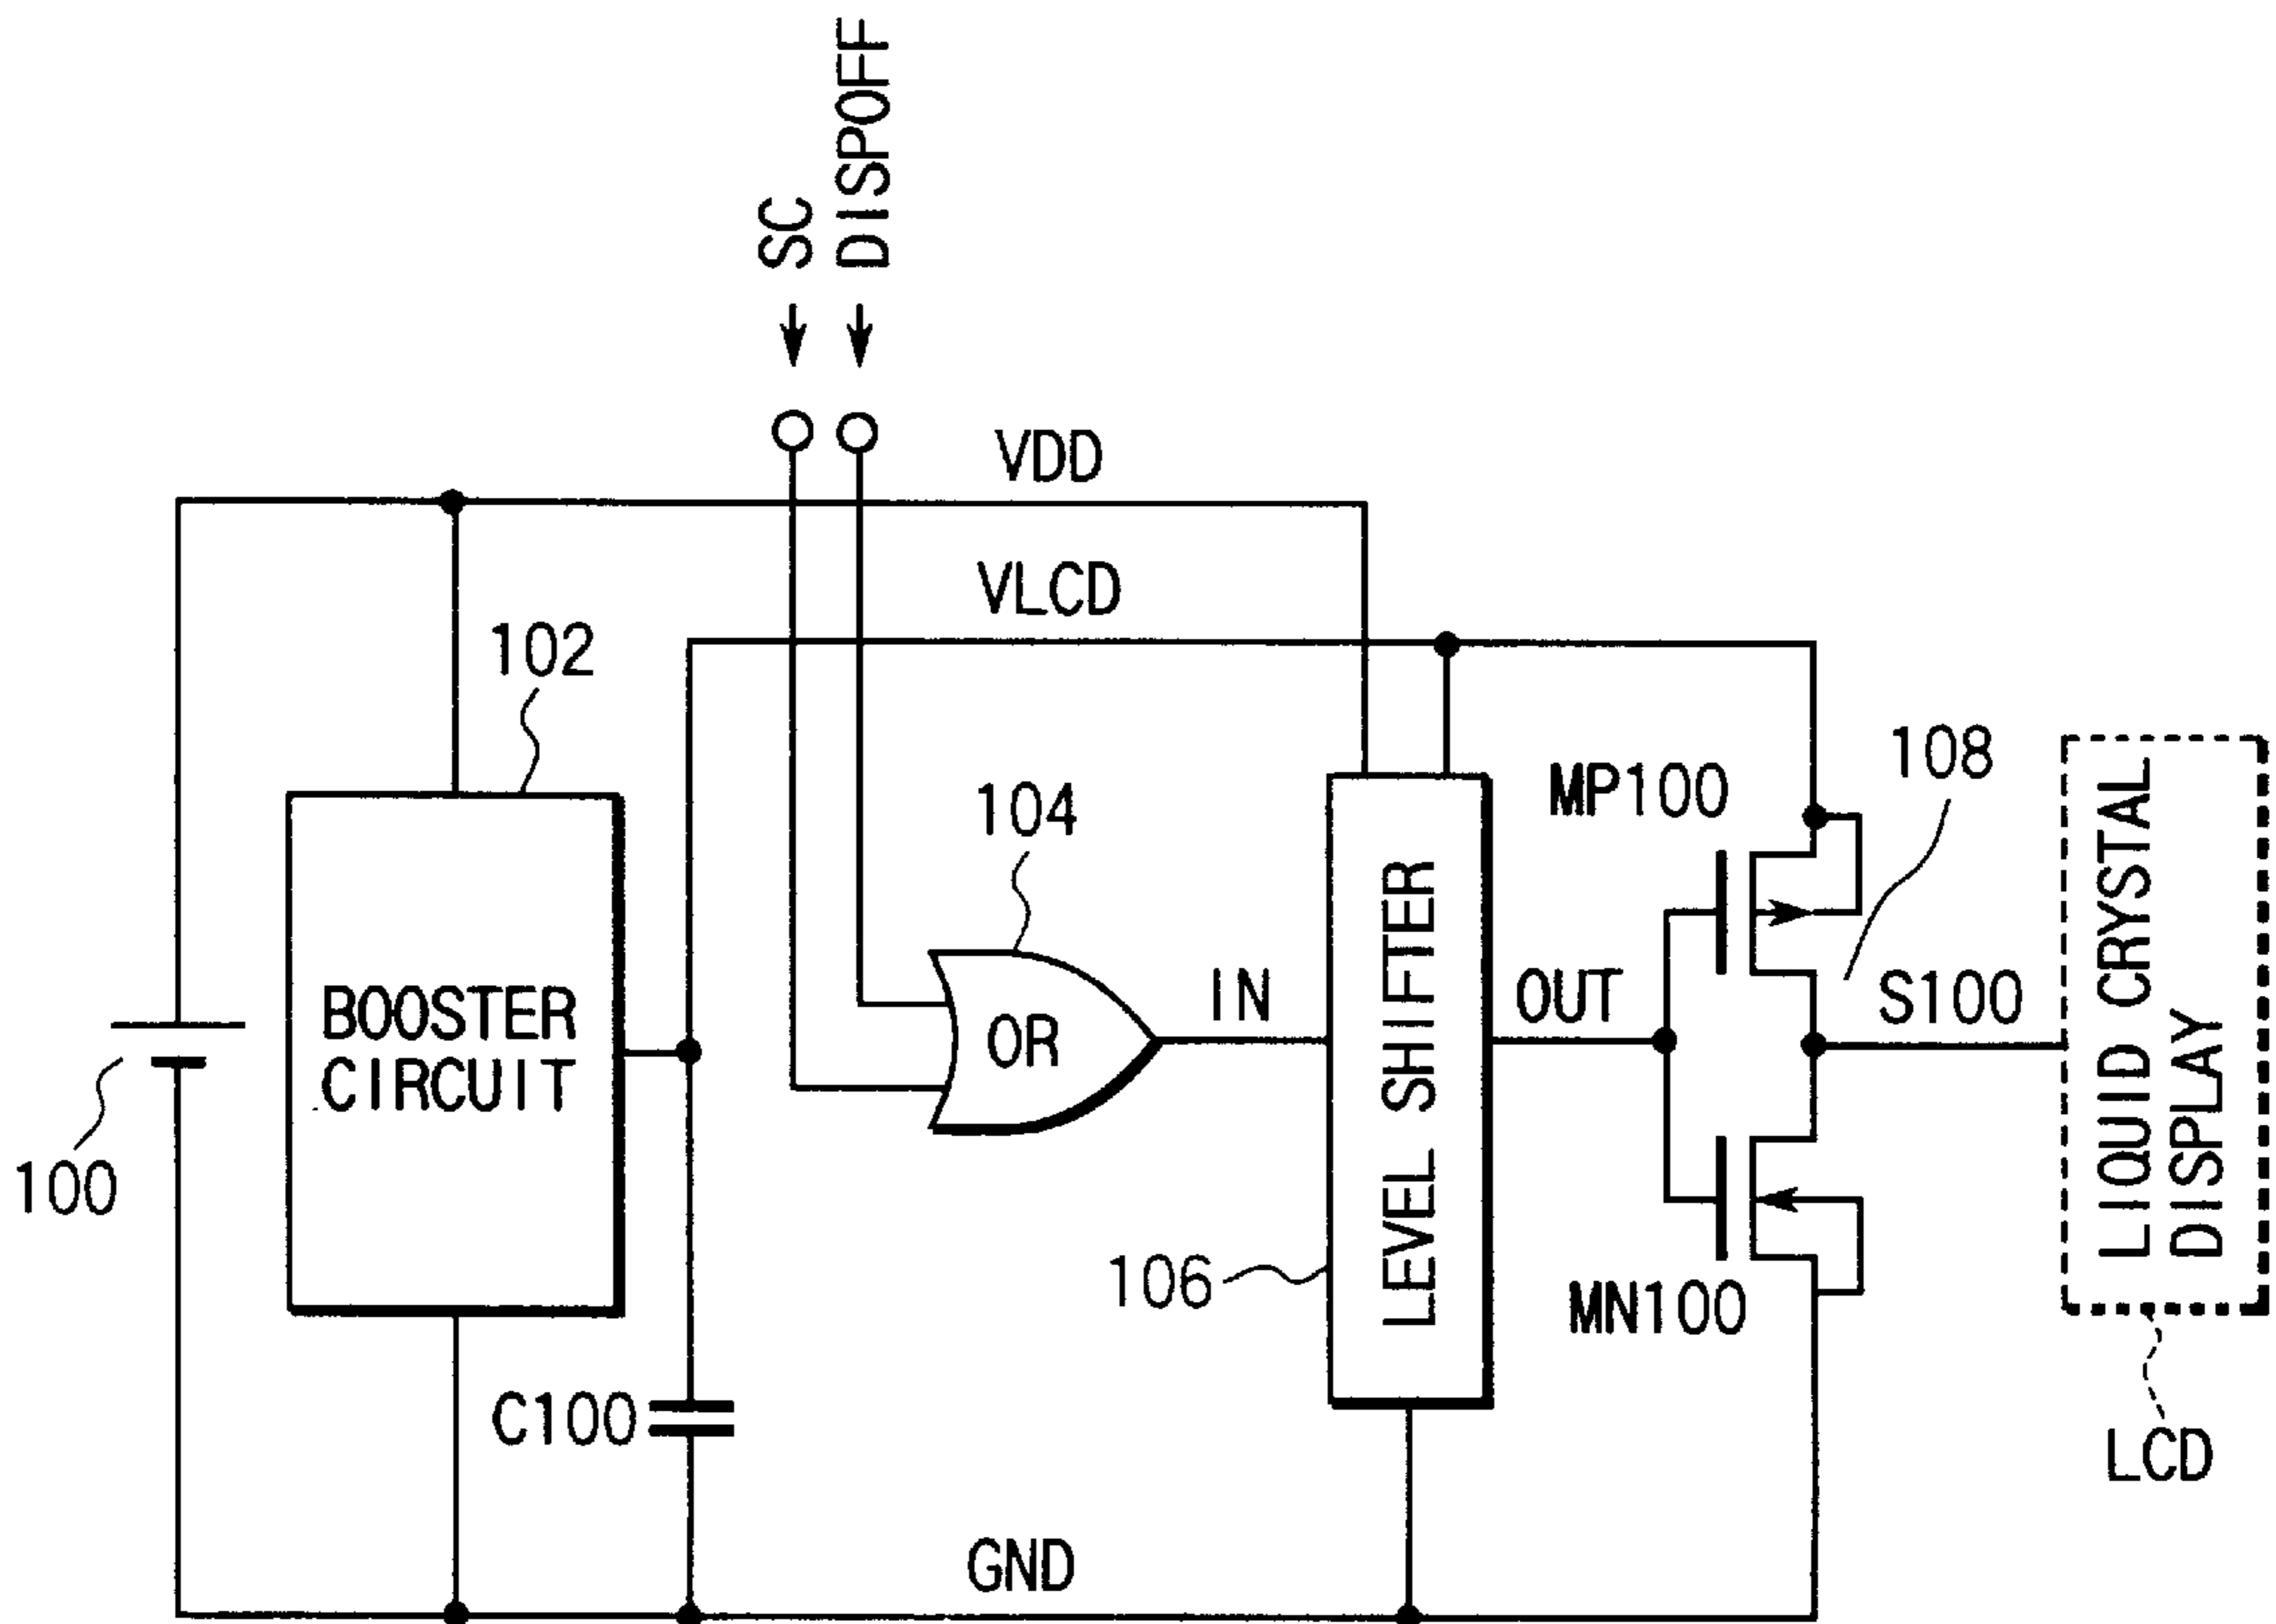 SC
DISPOFF
VDD
VLCD
102
108
MP100
104
LIQUID CRYSTAL
DISPLAY
LEVEL SHIFTER
IN
OUT
S100
BOOSTER
CIRCUIT
OR
100
106
MN100
C100
LCD
GND